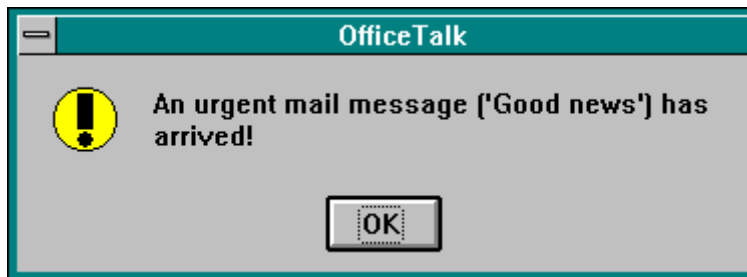 OfficeTalk
An urgent mail message ('Good news') has
arrived!
OK